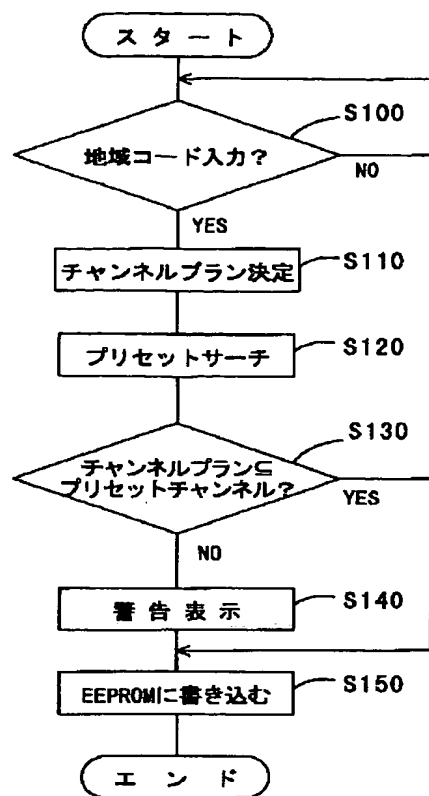 スタート
S100
地域コード入力?
NO
YES
チャンネルプラン決定
S110
プリセットサーチ
S120
S130
チャンネルプラン⊆
プリセットチャンネル?
YES
NO
警告表示
S140
EEPROMに書き込む
S150
エンド